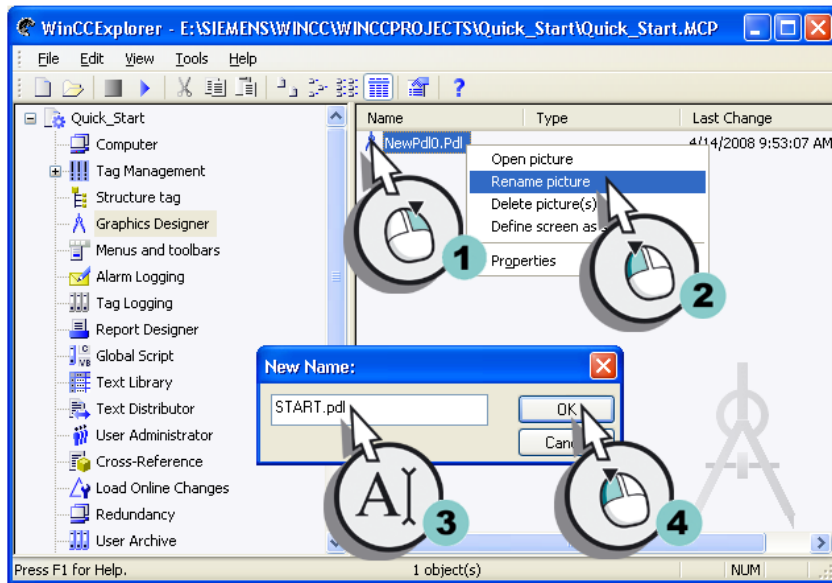 WinCCExplorer - E:\SIEMENS\WINCC\WINCCPROJECTS\Quick_Start\Quick_Start.MCP
File Edit View Tools Help
Quick_Start
Computer
Tag Management
Structure tag
Graphics Designer
Menus and toolbars
Alarm Logging
Tag Logging
Report Designer
Global Script
Text Library
Text Distributor
User Administrator
Cross-Reference
Load Online Changes
Redundancy
User Archive
Name Type Last Change
NewPdl0.Pdl 4/14/2008 9:53:07 AM
Open picture
Rename picture
Delete picture(s)
Define screen as
Properties
1
2
New Name:
START.pdl
OK
A
3
4
Press F1 for Help. 1 object(s) NUM